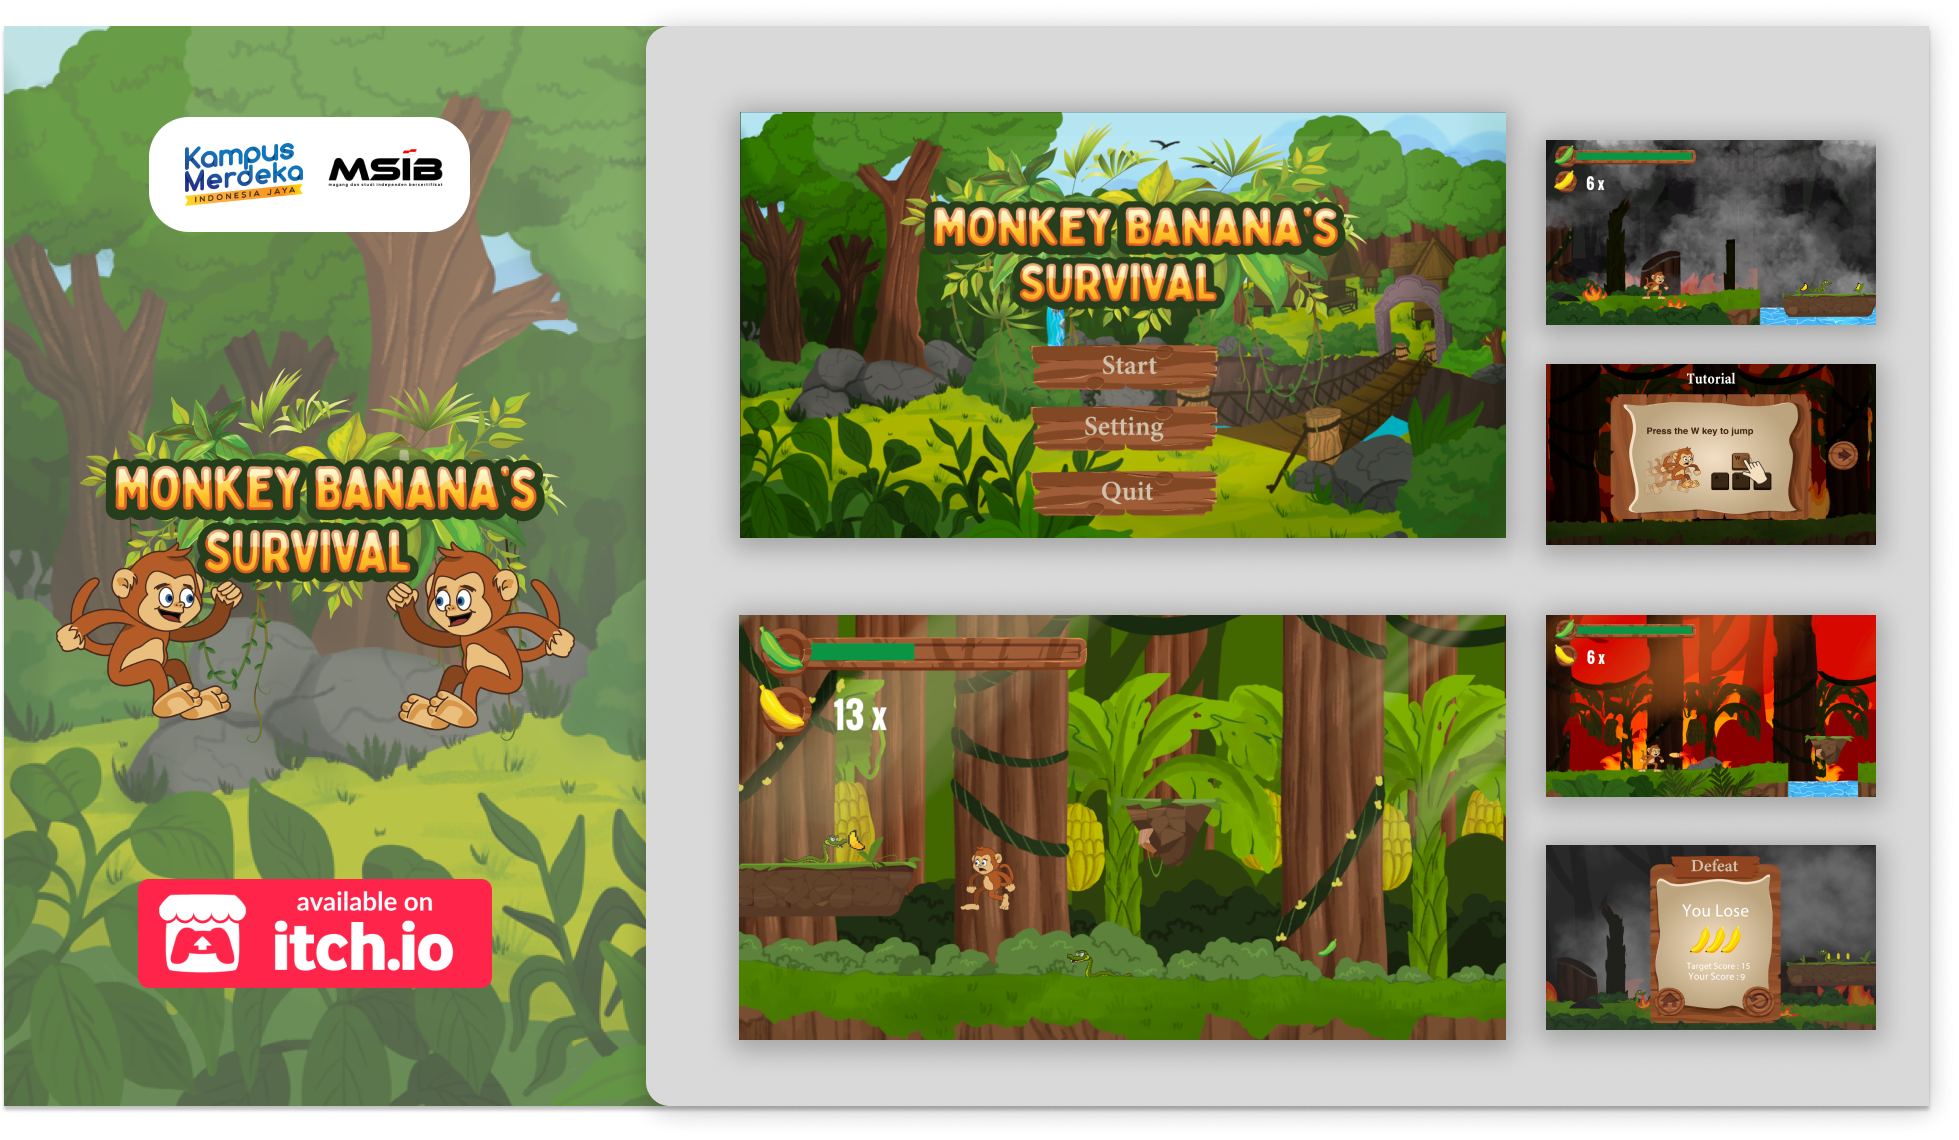 Kampus
Merdeka
INDONESIA JAYA
MSIB
magang dan studi independen bersertifikat
MONKEY BANANA'S
SURVIVAL
available on
itch.io
MONKEY BANANA'S
SURVIVAL
Start
Setting
Quit
13 x
6 x
Tutorial
Press the W key to jump
W
6 x
Defeat
You Lose
Target Score : 15
Your Score : 9